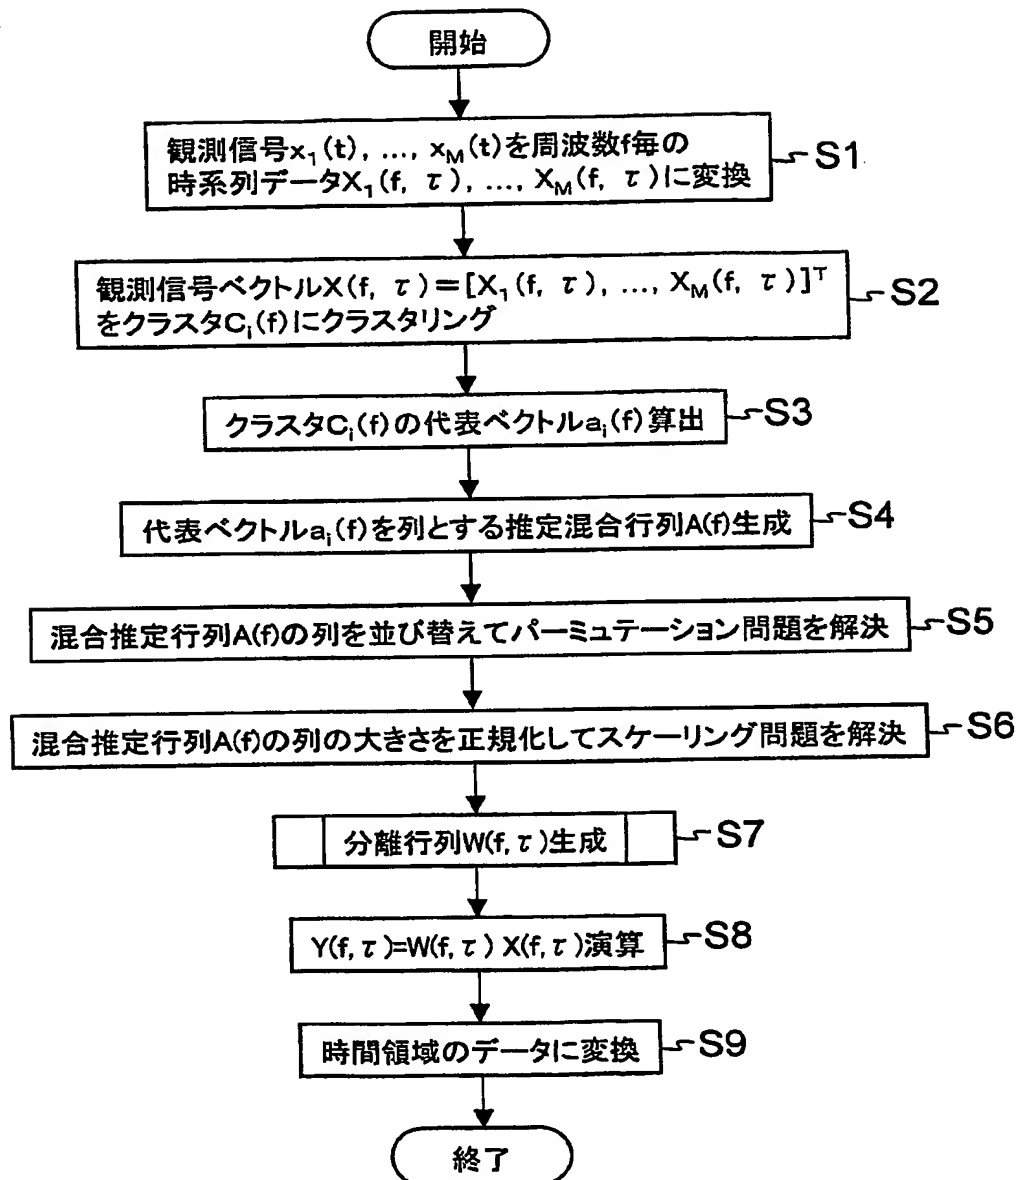 開始
観測信号x₁(t), ..., x_M(t)を周波数f毎の
時系列データX₁(f, τ), ..., X_M(f, τ)に変換
S1
観測信号ベクトルX(f, τ)=[X₁(f, τ), ..., X_M(f, τ)]ᵀ
をクラスタCᵢ(f)にクラスタリング
S2
クラスタCᵢ(f)の代表ベクトルaᵢ(f)算出
S3
代表ベクトルaᵢ(f)を列とする推定混合行列A(f)生成
S4
混合推定行列A(f)の列を並び替えてパーミュテーション問題を解決
S5
混合推定行列A(f)の列の大きさを正規化してスケーリング問題を解決
S6
分離行列W(f, τ)生成
S7
Y(f, τ)=W(f, τ) X(f, τ)演算
S8
時間領域のデータに変換
S9
終了